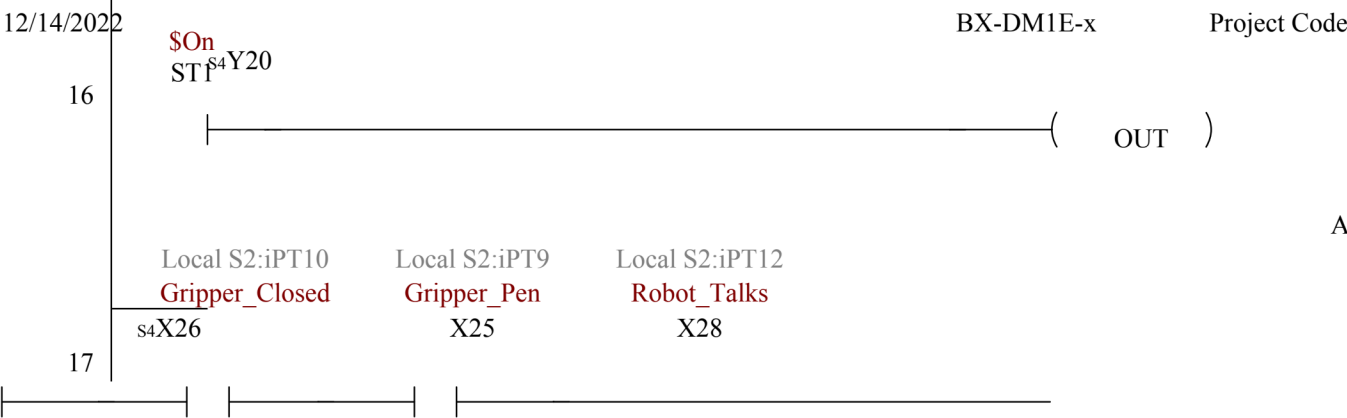 12/14/2022 BX-DM1E-x Project Code
$On
ST1 s4Y20
16
( OUT )
A
Local S2:iPT10 Local S2:iPT9 Local S2:iPT12
Gripper_Closed Gripper_Pen Robot_Talks
s4X26 X25 X28
17